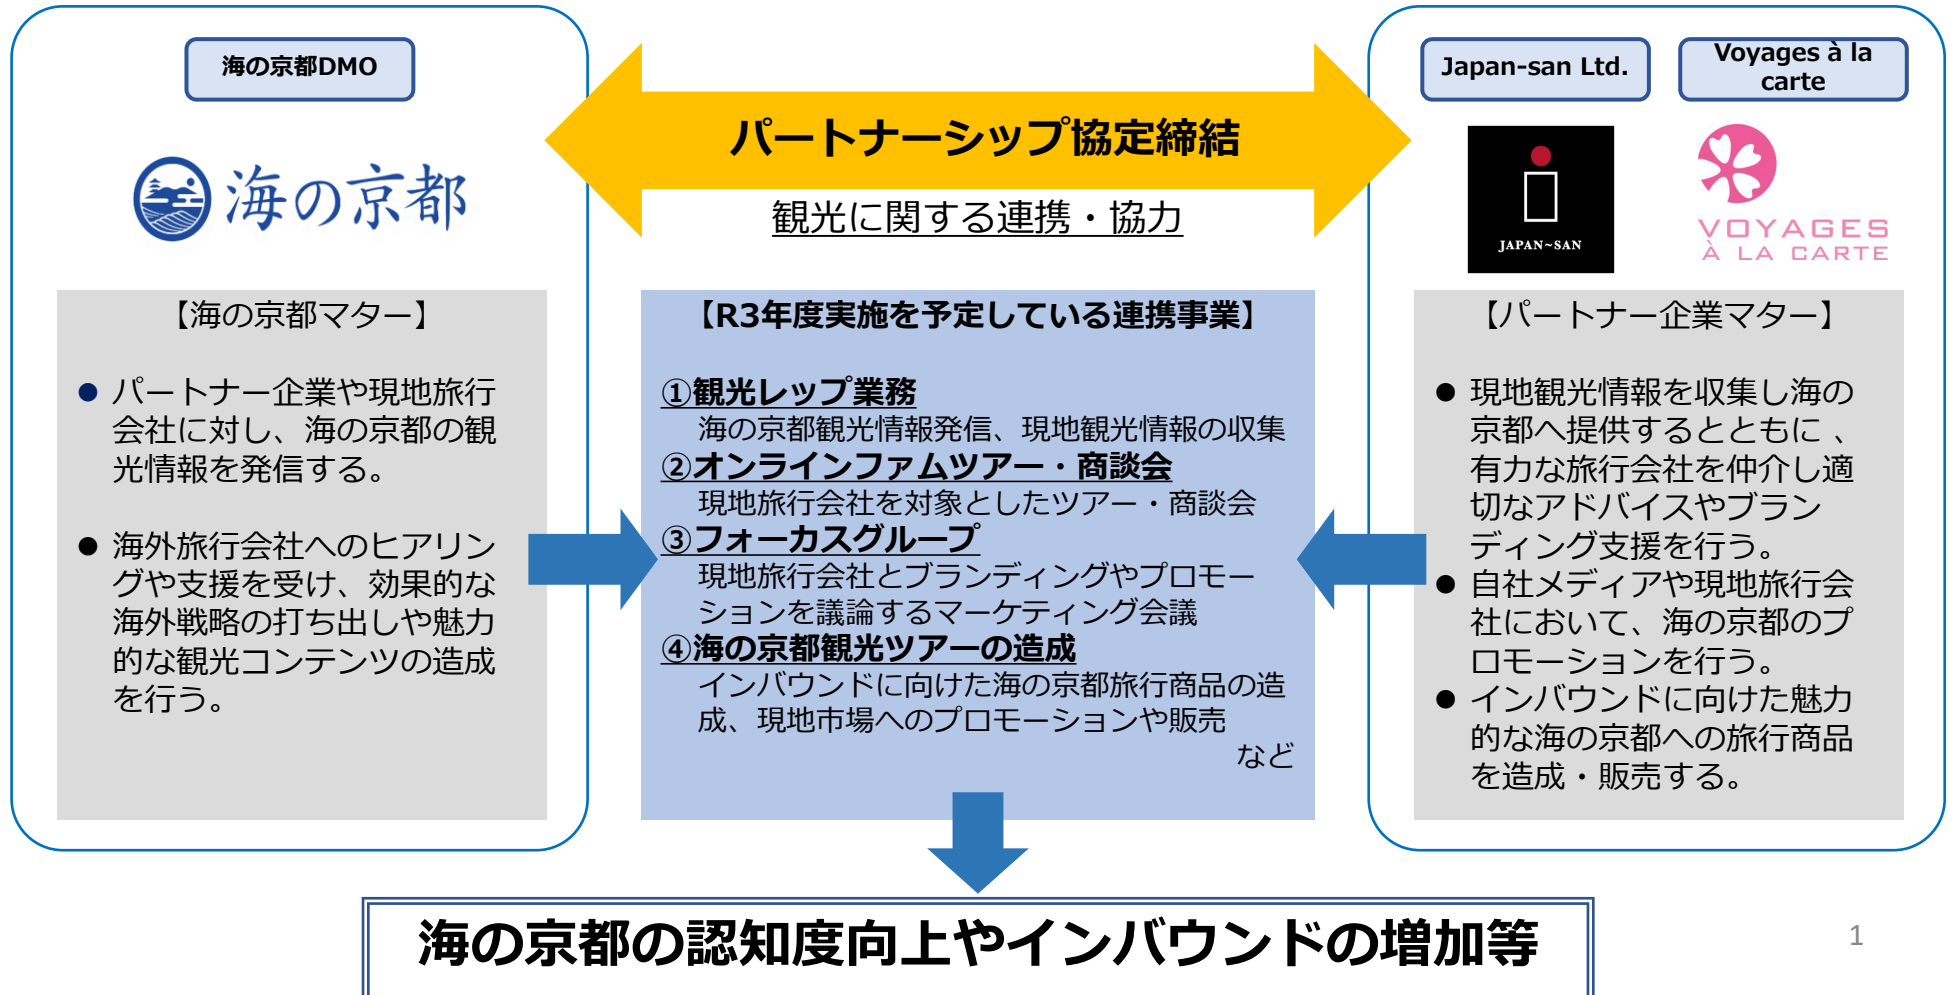 海の京都DMO
海の京都
パートナーシップ協定締結
観光に関する連携・協力
Japan-san Ltd.
Voyages à la
carte
JAPAN~SAN
VOYAGES
À LA CARTE
【海の京都マター】
● パートナー企業や現地旅行
会社に対し、海の京都の観
光情報を発信する。
● 海外旅行会社へのヒアリン
グや支援を受け、効果的な
海外戦略の打ち出しや魅力
的な観光コンテンツの造成
を行う。
【R3年度実施を予定している連携事業】
①観光レップ業務
海の京都観光情報発信、現地観光情報の収集
②オンラインファムツアー・商談会
現地旅行会社を対象としたツアー・商談会
③フォーカスグループ
現地旅行会社とブランディングやプロモー
ションを議論するマーケティング会議
④海の京都観光ツアーの造成
インバウンドに向けた海の京都旅行商品の造
成、現地市場へのプロモーションや販売
など
【パートナー企業マター】
● 現地観光情報を収集し海の
京都へ提供するとともに 、
有力な旅行会社を仲介し適
切なアドバイスやブラン
ディング支援を行う。
● 自社メディアや現地旅行会
社において、海の京都のプ
ロモーションを行う。
● インバウンドに向けた魅力
的な海の京都への旅行商品
を造成・販売する。
海の京都の認知度向上やインバウンドの増加等
1